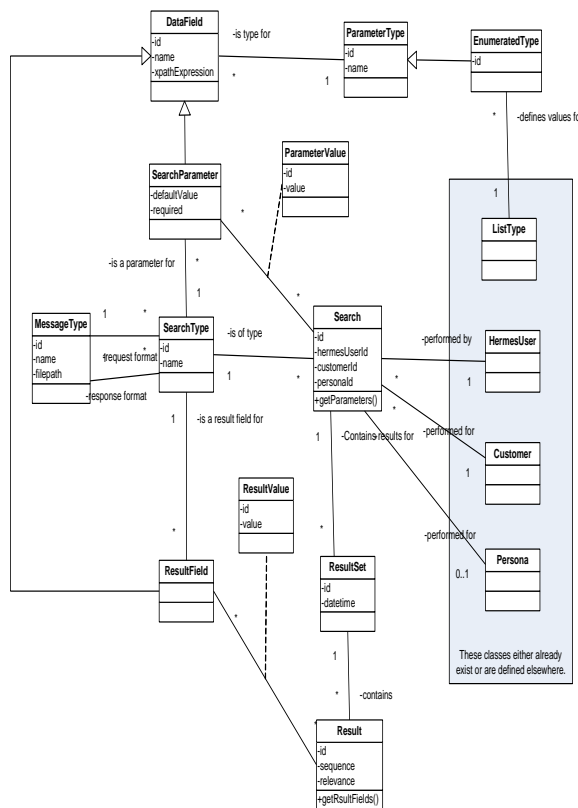 DataField
-id
-name
-xpathExpression
-is type for
*
1
ParameterType
-id
-name
EnumeratedType
-id
*
-defines values fo
1
SearchParameter
-defaultValue
-required
ParameterValue
-id
-value
*
*
ListType
-is a parameter for
*
1
MessageType
-id
-name
-filepath
1
*
*
-request format
-response format
SearchType
-id
-name
-is of type
1
*
Search
-id
-hermesUserId
-customerId
-personaId
+getParameters()
-performed by
*
1
HermesUser
*
-performed for
1
Customer
-performed for
0..1
Persona
These classes either already
exist or are defined elsewhere.
1
-is a result field for
*
1
-Contains results for
*
ResultValue
-id
-value
ResultField
*
ResultSet
-id
-datetime
1
*
-contains
*
Result
-id
-sequence
-relevance
+getRsultFields()